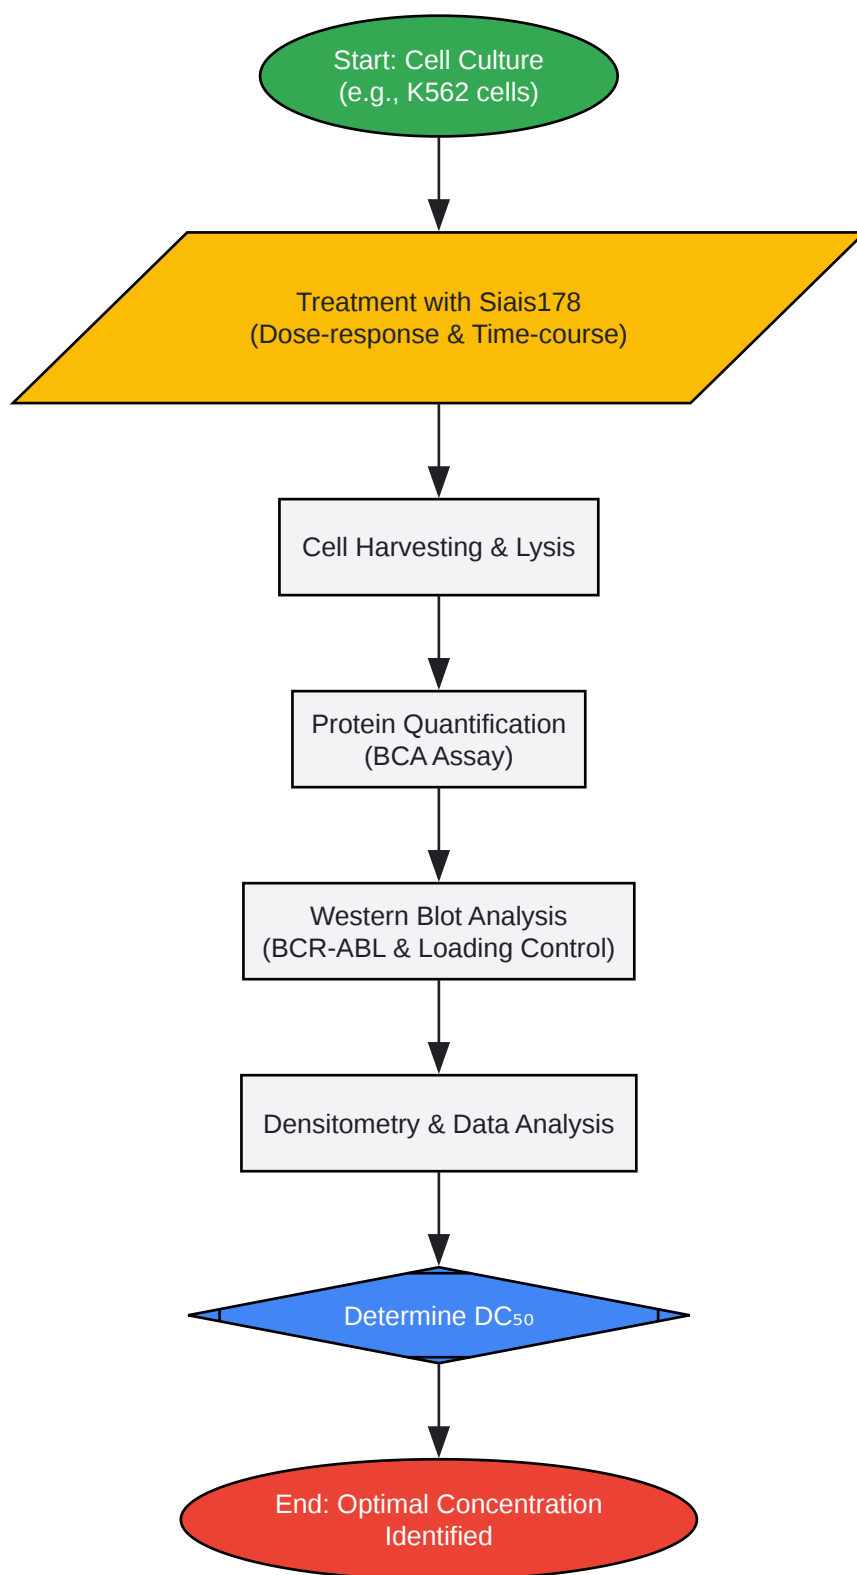 Start: Cell Culture
(e.g., K562 cells)
Treatment with Siais178
(Dose-response & Time-course)
Cell Harvesting & Lysis
Protein Quantification
(BCA Assay)
Western Blot Analysis
(BCR-ABL & Loading Control)
Densitometry & Data Analysis
Determine DC₅₀
End: Optimal Concentration
Identified